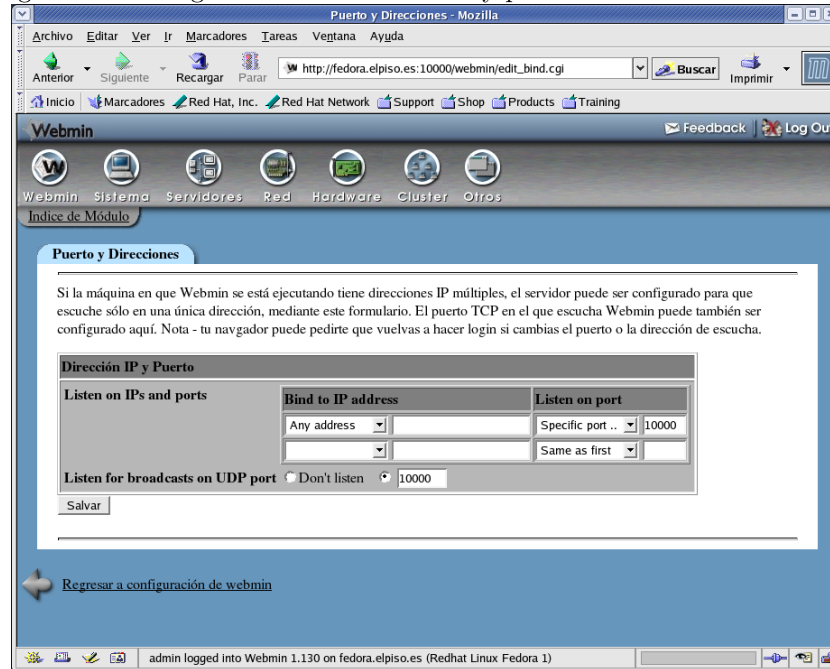 Puerto y Direcciones - Mozilla
Archivo Editar Ver Ir Marcadores Tareas Ventana Ayuda
Anterior Siguiente Recargar Parar http://fedora.elpiso.es:10000/webmin/edit_bind.cgi Buscar Imprimir
Inicio Marcadores Red Hat, Inc. Red Hat Network Support Shop Products Training
Webmin Feedback Log Ou
Webmin Sistema Servidores Red Hardware Cluster Otros
Indice de Módulo
Puerto y Direcciones
Si la máquina en que Webmin se está ejecutando tiene direcciones IP múltiples, el servidor puede ser configurado para que
escuche sólo en una única dirección, mediante este formulario. El puerto TCP en el que escucha Webmin puede también ser
configurado aquí. Nota - tu navgador puede pedirte que vuelvas a hacer login si cambias el puerto o la dirección de escucha.
Dirección IP y Puerto
Listen on IPs and ports Bind to IP address Listen on port
Any address Specific port .. 10000
Same as first
Listen for broadcasts on UDP port Don't listen 10000
Salvar
Regresar a configuración de webmin
admin logged into Webmin 1.130 on fedora.elpiso.es (Redhat Linux Fedora 1)